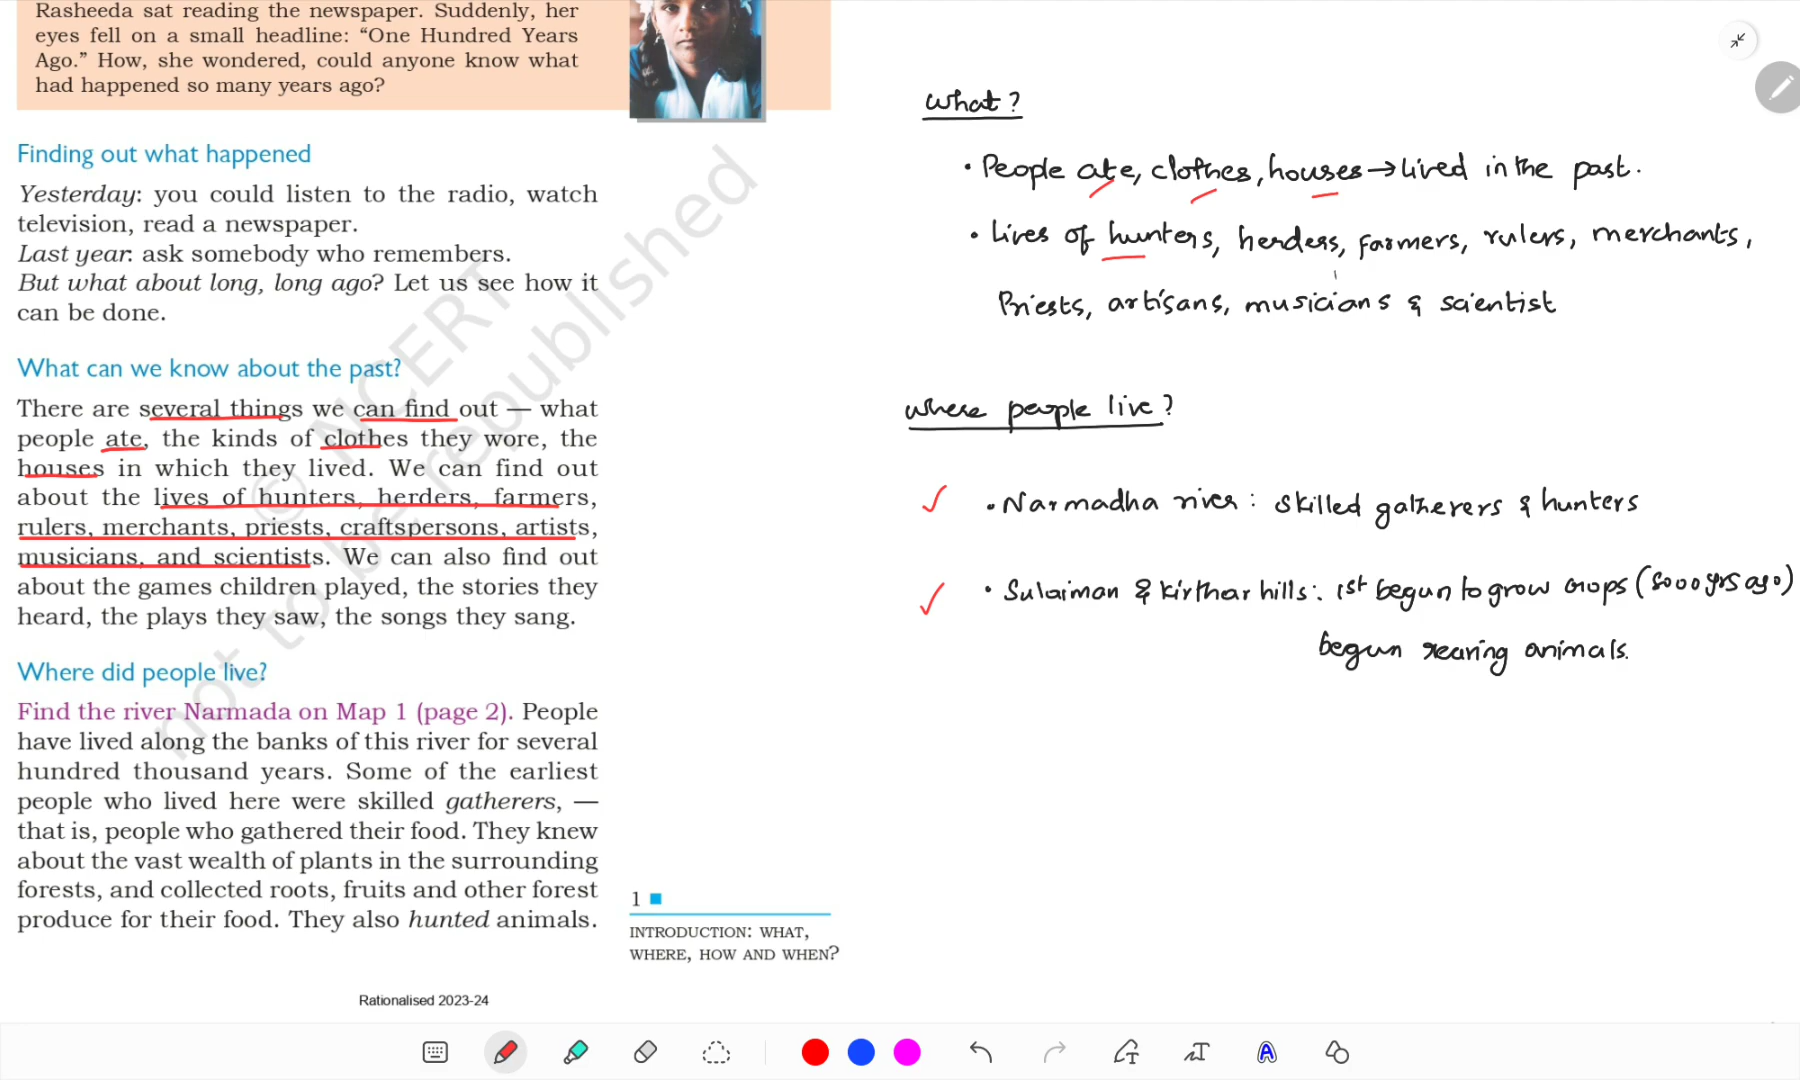 Rasheeda sat reading the newspaper. Suddenly, her
eyes fell on a small headline: “One Hundred Years
Ago.” How, she wondered, could anyone know what
had happened so many years ago?
Finding out what happened
Yesterday: you could listen to the radio, watch
television, read a newspaper.
Last year: ask somebody who remembers.
But what about long, long ago? Let us see how it
can be done.
What can we know about the past?
There are several things we can find out — what
people ate, the kinds of clothes they wore, the
houses in which they lived. We can find out
about the lives of hunters, herders, farmers,
rulers, merchants, priests, craftspersons, artists,
musicians, and scientists. We can also find out
about the games children played, the stories they
heard, the plays they saw, the songs they sang.
Where did people live?
Find the river Narmada on Map 1 (page 2). People
have lived along the banks of this river for several
hundred thousand years. Some of the earliest
people who lived here were skilled gatherers, —
that is, people who gathered their food. They knew
about the vast wealth of plants in the surrounding
forests, and collected roots, fruits and other forest
produce for their food. They also hunted animals.
1
INTRODUCTION: WHAT,
WHERE, HOW AND WHEN?
Rationalised 2023-24
© NCERT
not to be republished
what?
• People ate, clothes, houses → lived in the past.
• Lives of hunters, herders, farmers, rulers, merchants,
Priests, artisans, musicians & scientist
where people live?
• Narmadha river: skilled gatherers & hunters
• Sulaiman & kirthar hills: 1st begun to grow crops (8000 yrs ago)
begun rearing animals.